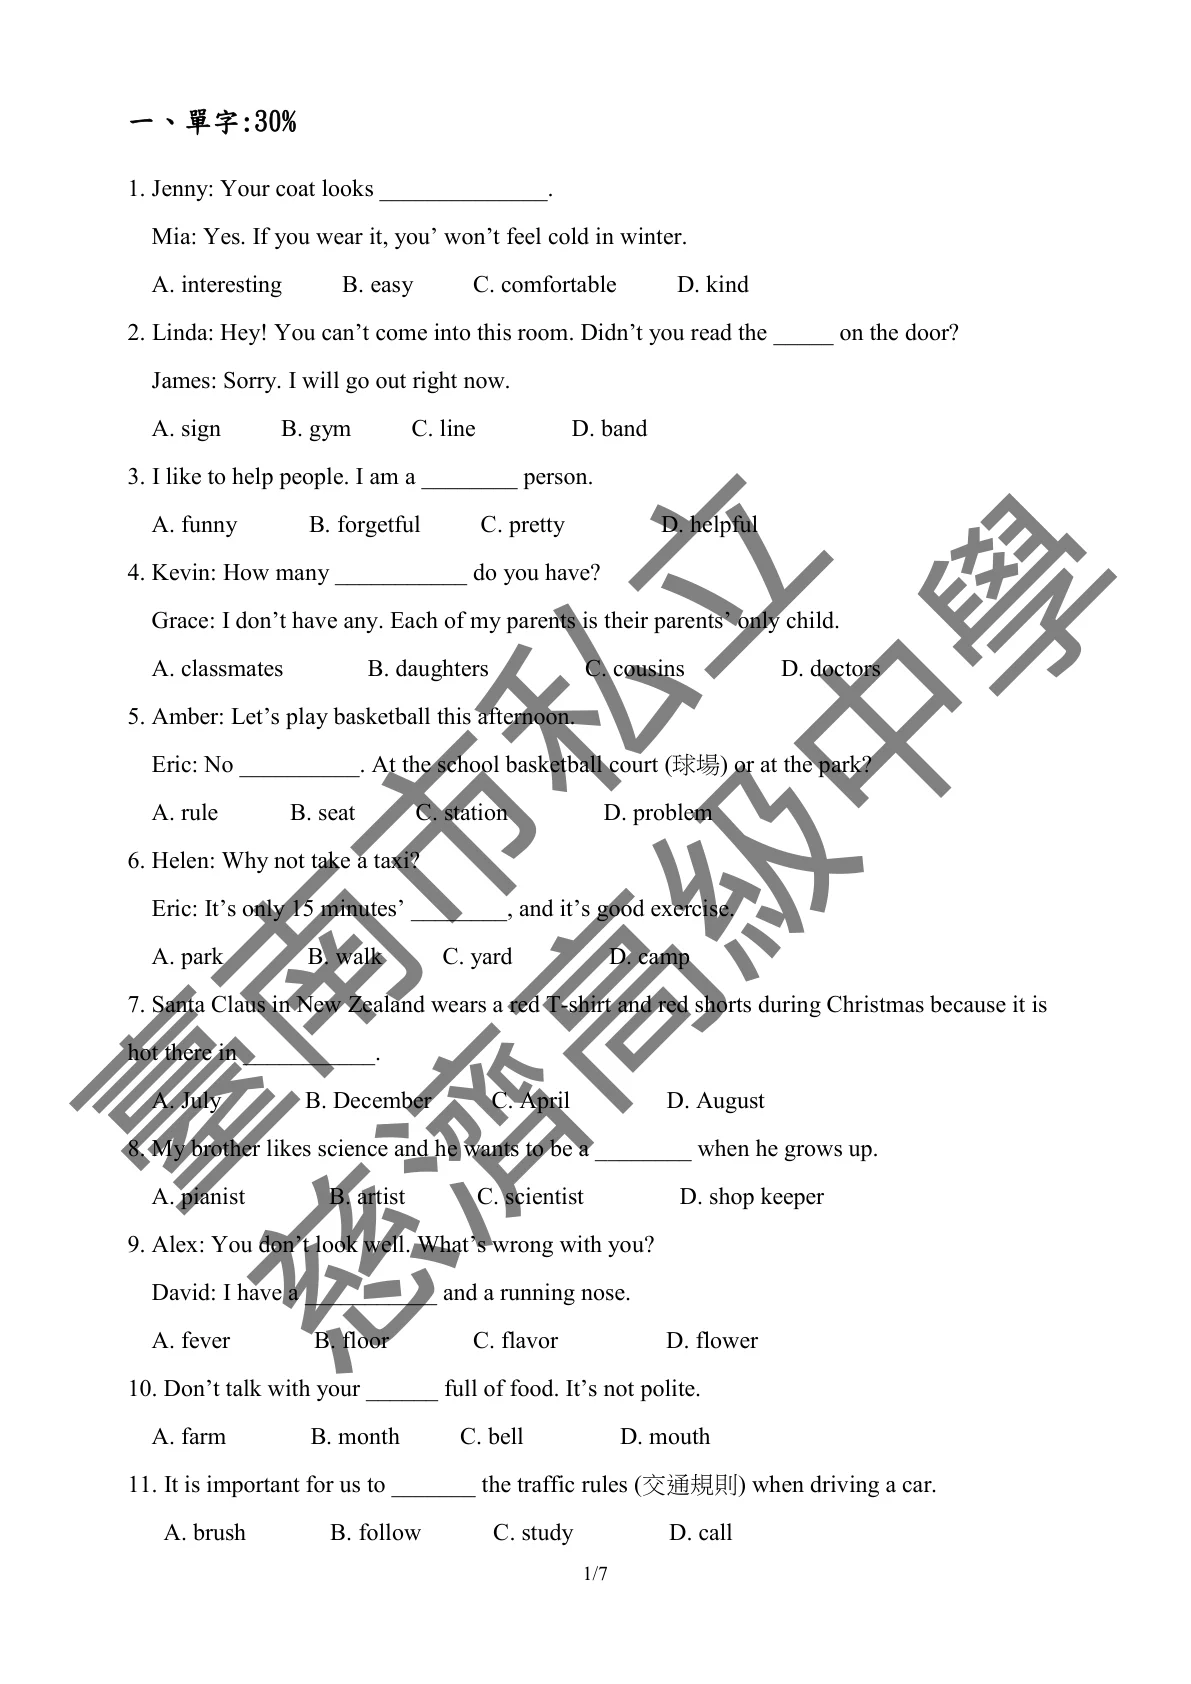 一、單字:30%
1. Jenny: Your coat looks ______________.
Mia: Yes. If you wear it, you’ won’t feel cold in winter.
A. interesting B. easy C. comfortable D. kind
2. Linda: Hey! You can’t come into this room. Didn’t you read the _____ on the door?
James: Sorry. I will go out right now.
A. sign B. gym C. line D. band
3. I like to help people. I am a ________ person.
A. funny B. forgetful C. pretty D. helpful
4. Kevin: How many ___________ do you have?
Grace: I don’t have any. Each of my parents is their parents’ only child.
A. classmates B. daughters C. cousins D. doctors
5. Amber: Let’s play basketball this afternoon.
Eric: No __________. At the school basketball court (球場) or at the park?
A. rule B. seat C. station D. problem
6. Helen: Why not take a taxi?
Eric: It’s only 15 minutes’ ________, and it’s good exercise.
A. park B. walk C. yard D. camp
7. Santa Claus in New Zealand wears a red T-shirt and red shorts during Christmas because it is
hot there in ___________.
A. July B. December C. April D. August
8. My brother likes science and he wants to be a ________ when he grows up.
A. pianist B. artist C. scientist D. shop keeper
9. Alex: You don’t look well. What’s wrong with you?
David: I have a ___________ and a running nose.
A. fever B. floor C. flavor D. flower
10. Don’t talk with your ______ full of food. It’s not polite.
A. farm B. month C. bell D. mouth
11. It is important for us to _______ the traffic rules (交通規則) when driving a car.
A. brush B. follow C. study D. call
1/7
臺南市私立
慈濟高級中學